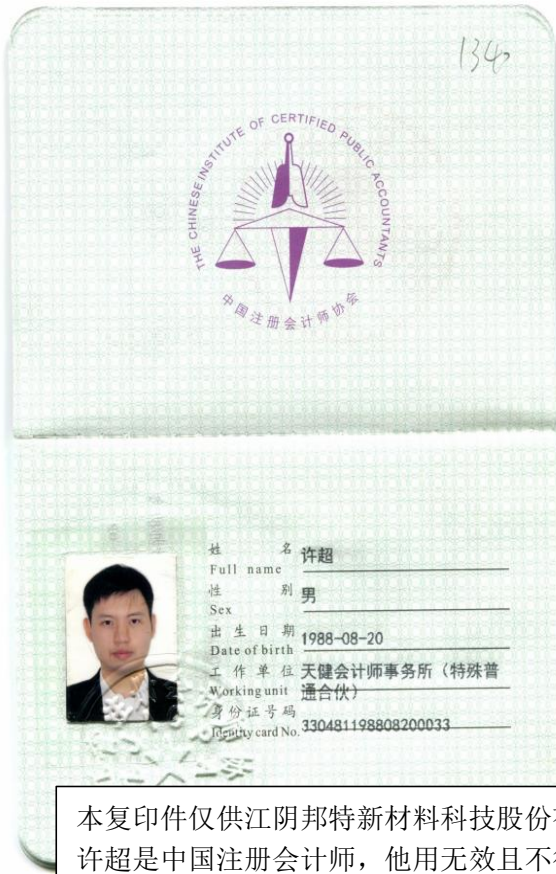 THE CHINESE INSTITUTE OF CERTIFIED PUBLIC ACCOUNTANTS
中国注册会计师协会
姓名 许超
Full name
性别 男
Sex
出生日期 1988-08-20
Date of birth
工作单位 天健会计师事务所（特殊普
Working unit 通合伙）
身份证号码
Identity card No. 330481198808200033
本复印件仅供江阴邦特新材料科技股份
许超是中国注册会计师，他用无效且不